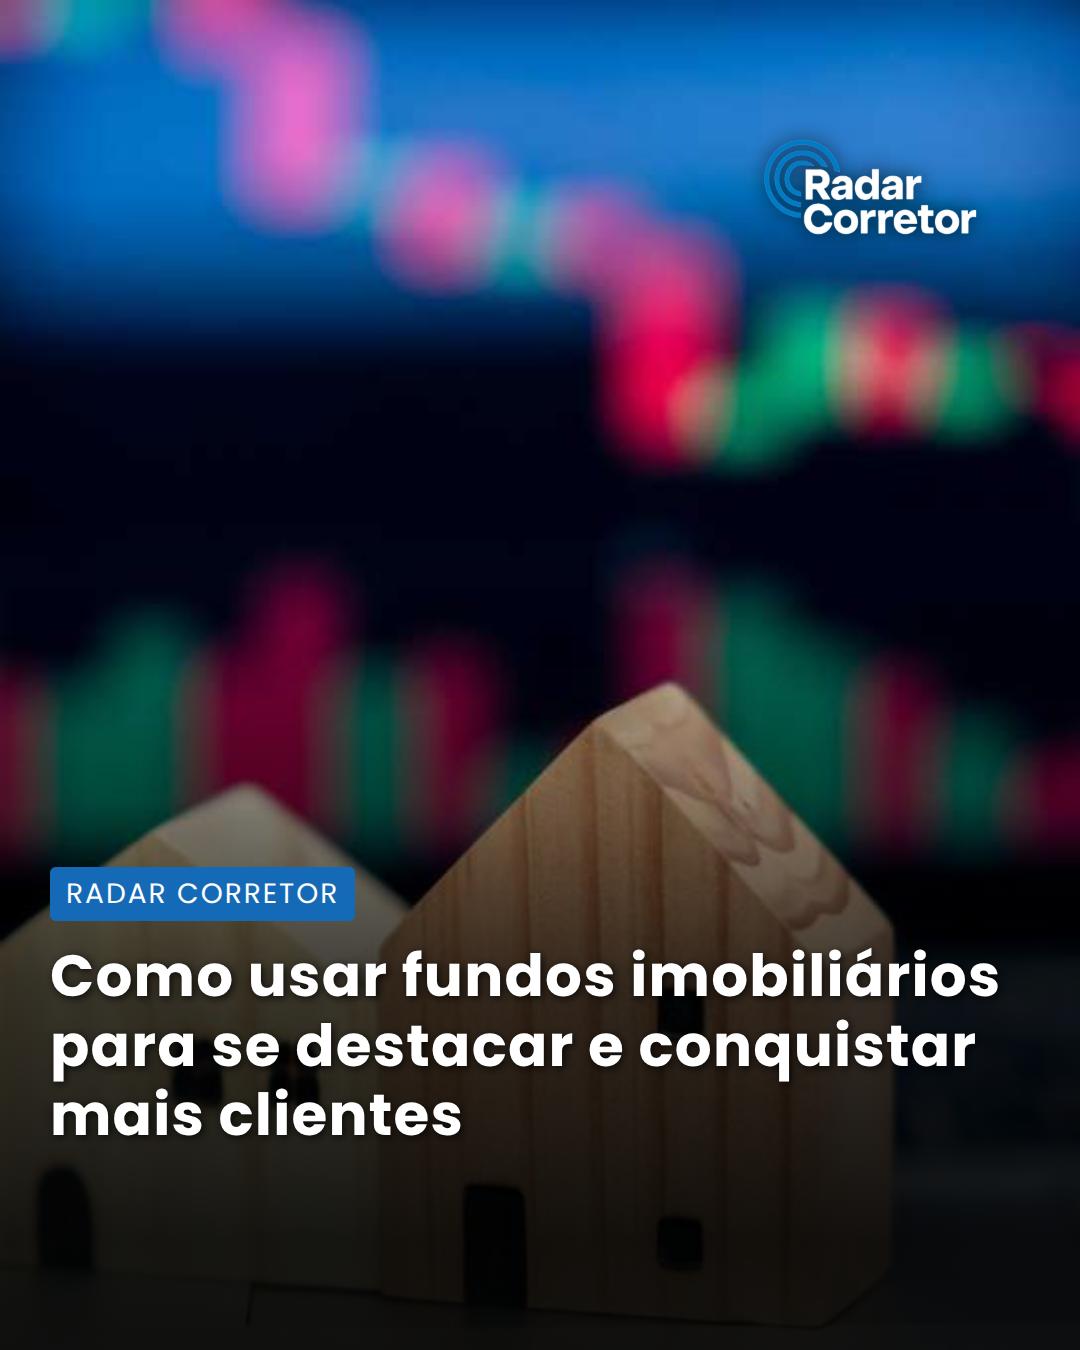 Radar
Corretor
RADAR CORRETOR
Como usar fundos imobiliários
para se destacar e conquistar
mais clientes